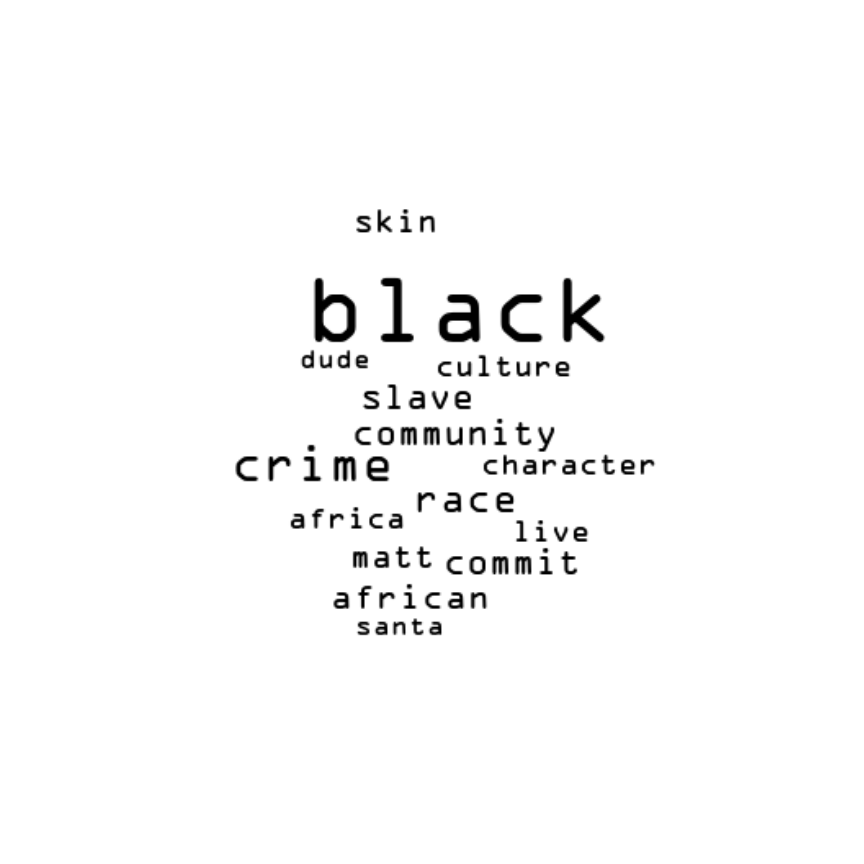 skin
black
dude culture
slave
community
crime character
race
africa
live
matt commit
african
santa